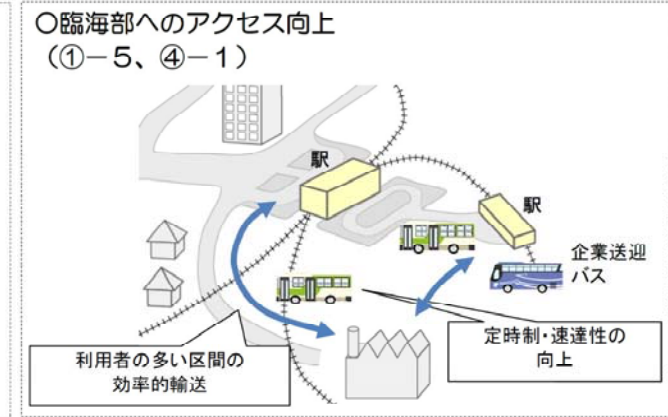 〇臨海部へのアクセス向上
（①－5、④－1）
駅
駅
企業送迎
バス
定時制・速達性の
向上
利用者の多い区間の
効率的輸送